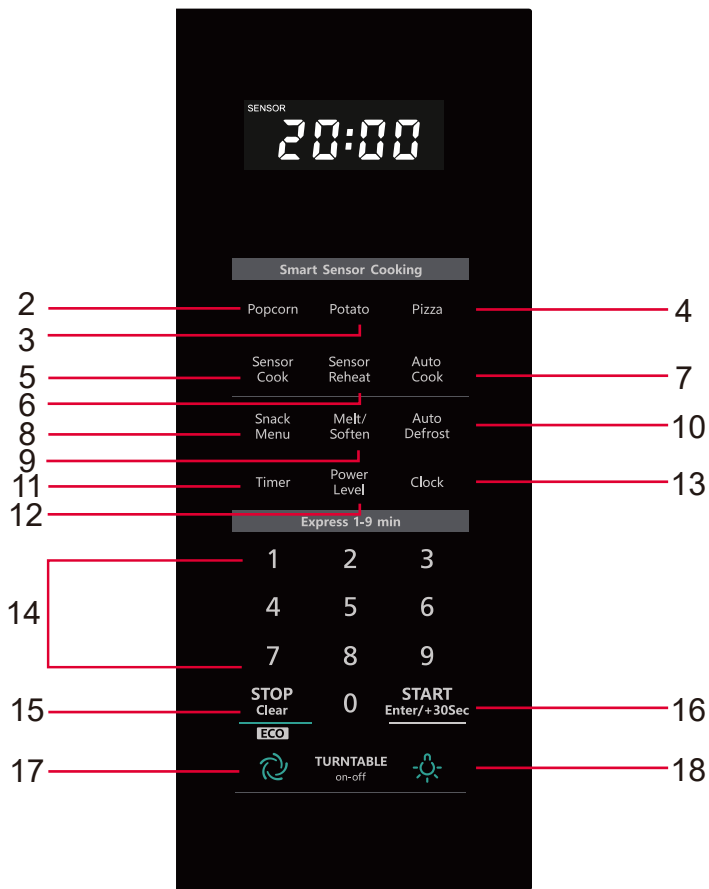 SENSOR
20:00
Smart Sensor Cooking
2 Popcorn Potato Pizza 4
3
Sensor Sensor Auto
Cook Reheat Cook
5 7
6
Snack Melt/ Auto
Menu Soften Defrost
8 10
9
11 Timer Power Level Clock 13
12
Express 1-9 min
1 2 3
14 4 5 6
7 8 9
STOP START
15 Clear 0 Enter/+30Sec 16
ECO
17 TURNTABLE 18
on-off